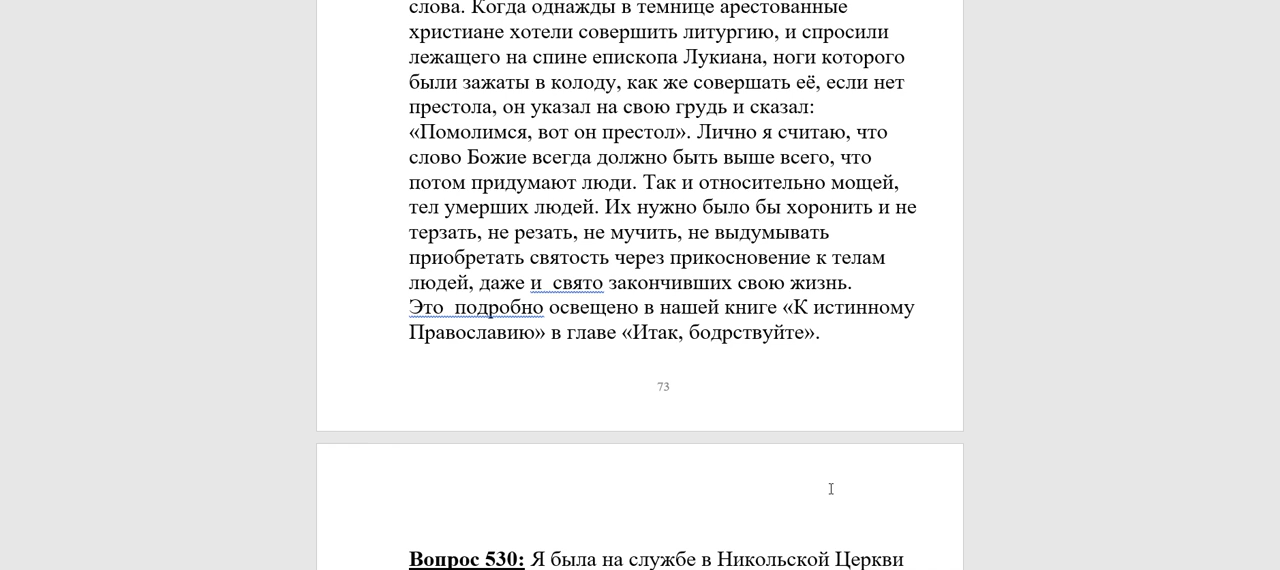 слова. Когда однажды в темнице арестованные
христиане хотели совершить литургию, и спросили
лежащего на спине епископа Лукиана, ноги которого
были зажаты в колоду, как же совершать её, если нет
престола, он указал на свою грудь и сказал:
«Помолимся, вот он престол». Лично я считаю, что
слово Божие всегда должно быть выше всего, что
потом придумают люди. Так и относительно мощей,
тел умерших людей. Их нужно было бы хоронить и не
терзать, не резать, не мучить, не выдумывать
приобретать святость через прикосновение к телам
людей, даже и  свято закончивших свою жизнь.
Это  подробно освещено в нашей книге «К истинному
Православию» в главе «Итак, бодрствуйте».
73
Вопрос 530: Я была на службе в Никольской Церкви